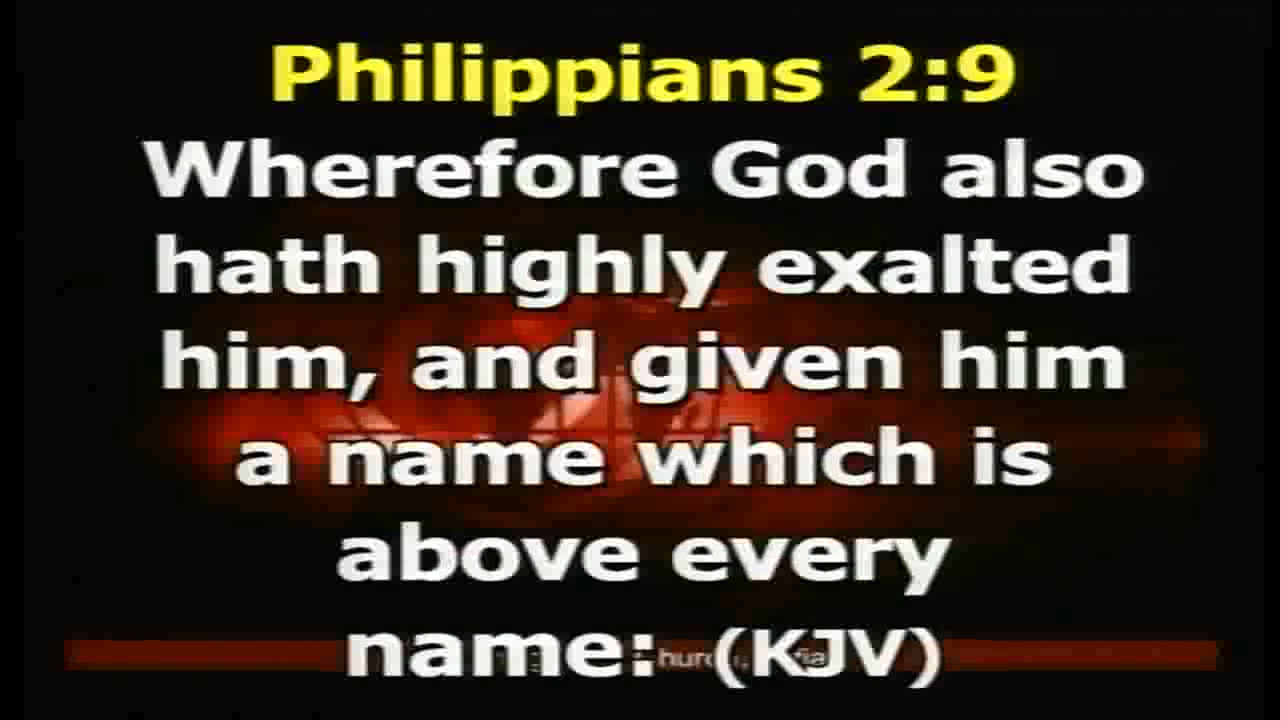 Philippians 2:9
Wherefore God also
hath highly exalted
him, and given him
a name which is
above every
name: (KJV)